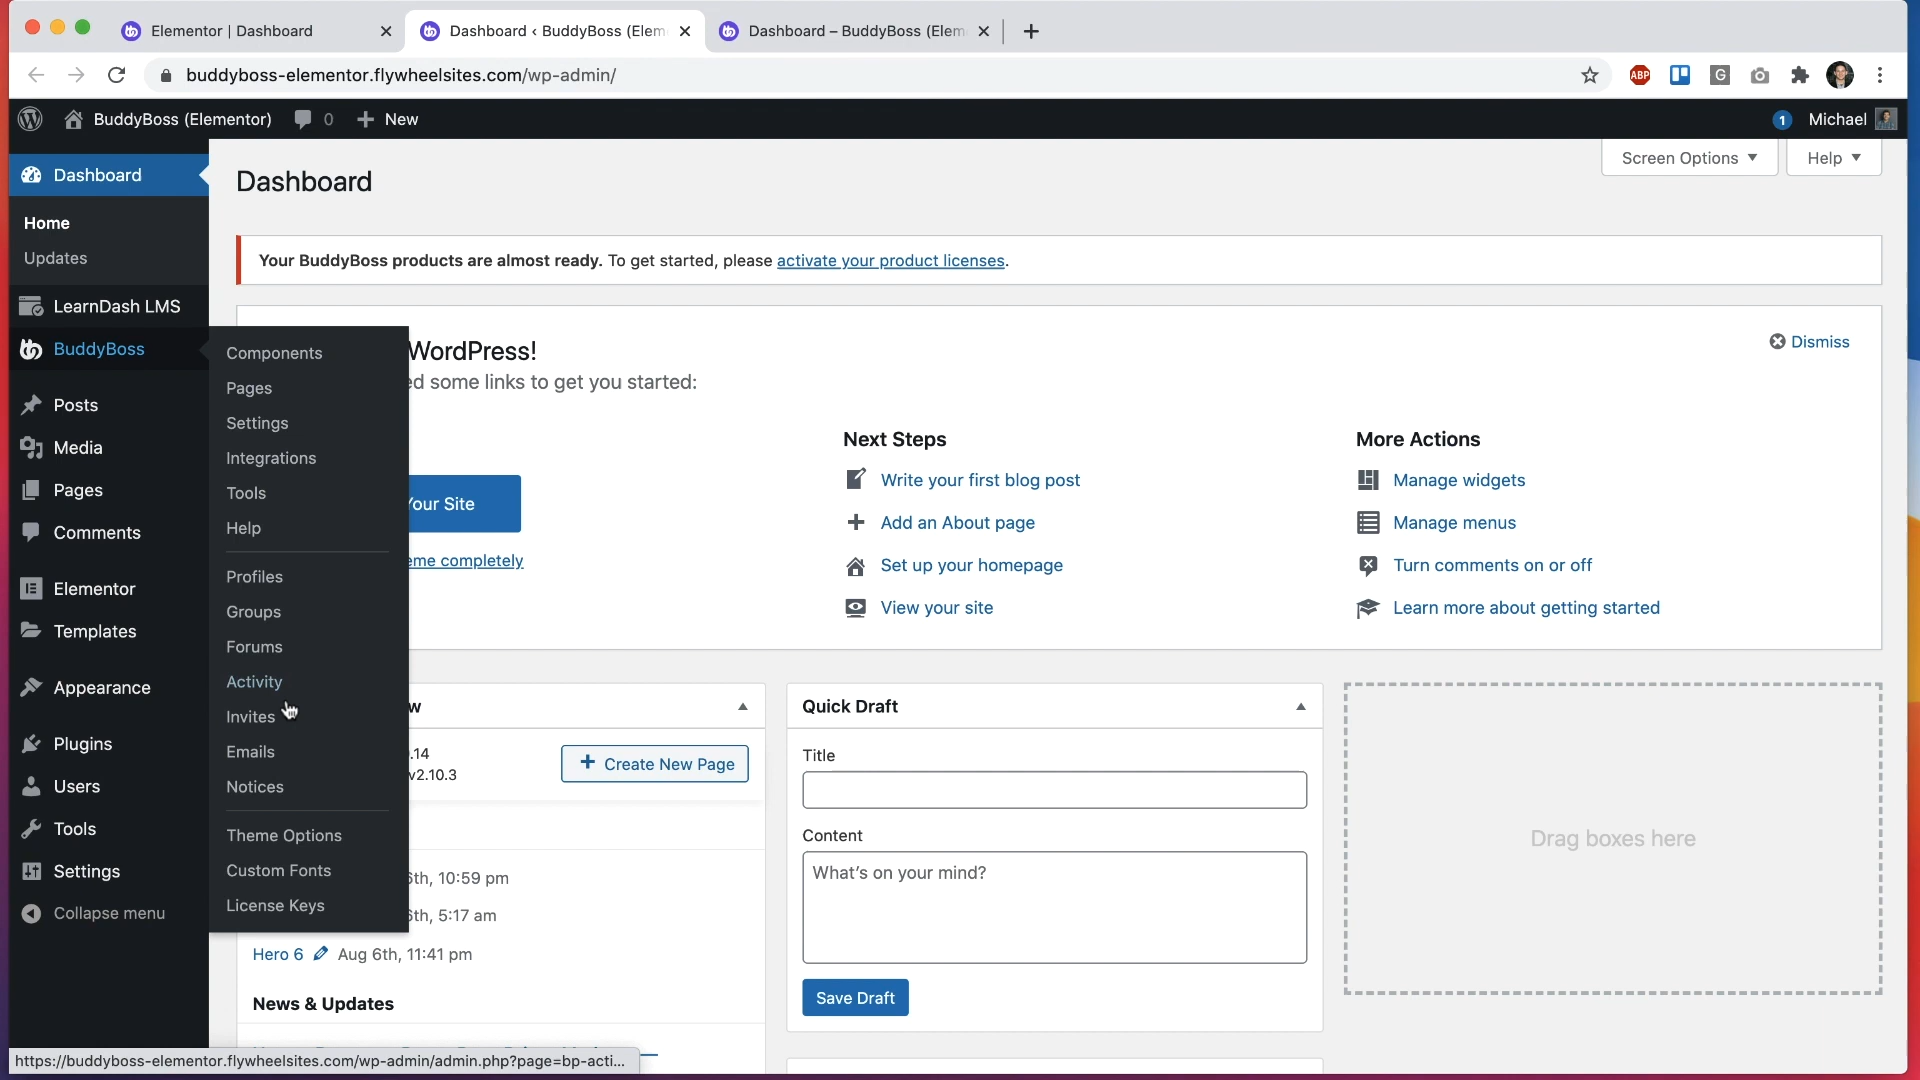 Elementor | Dashboard
Dashboard ‹ BuddyBoss (Elem
Dashboard – BuddyBoss (Elem
buddyboss-elementor.flywheelsites.com/wp-admin/
ABP
G
BuddyBoss (Elementor)
0
New
1
Michael
Dashboard
Home
Updates
LearnDash LMS
BuddyBoss
Posts
Media
Pages
Comments
Elementor
Templates
Appearance
Plugins
Users
Tools
Settings
Collapse menu
Components
Pages
Settings
Integrations
Tools
Help
Profiles
Groups
Forums
Activity
Invites
Emails
Notices
Theme Options
Custom Fonts
License Keys
Screen Options
Help
Dashboard
Your BuddyBoss products are almost ready. To get started, please activate your product licenses.
WordPress!
ed some links to get you started:
Dismiss
Your Site
eme completely
Next Steps
Write your first blog post
Add an About page
Set up your homepage
View your site
More Actions
Manage widgets
Manage menus
Turn comments on or off
Learn more about getting started
w
.14
v2.10.3
Create New Page
6th, 10:59 pm
6th, 5:17 am
Hero 6
Aug 6th, 11:41 pm
News & Updates
Quick Draft
Title
Content
What's on your mind?
Save Draft
Drag boxes here
https://buddyboss-elementor.flywheelsites.com/wp-admin/admin.php?page=bp-acti...